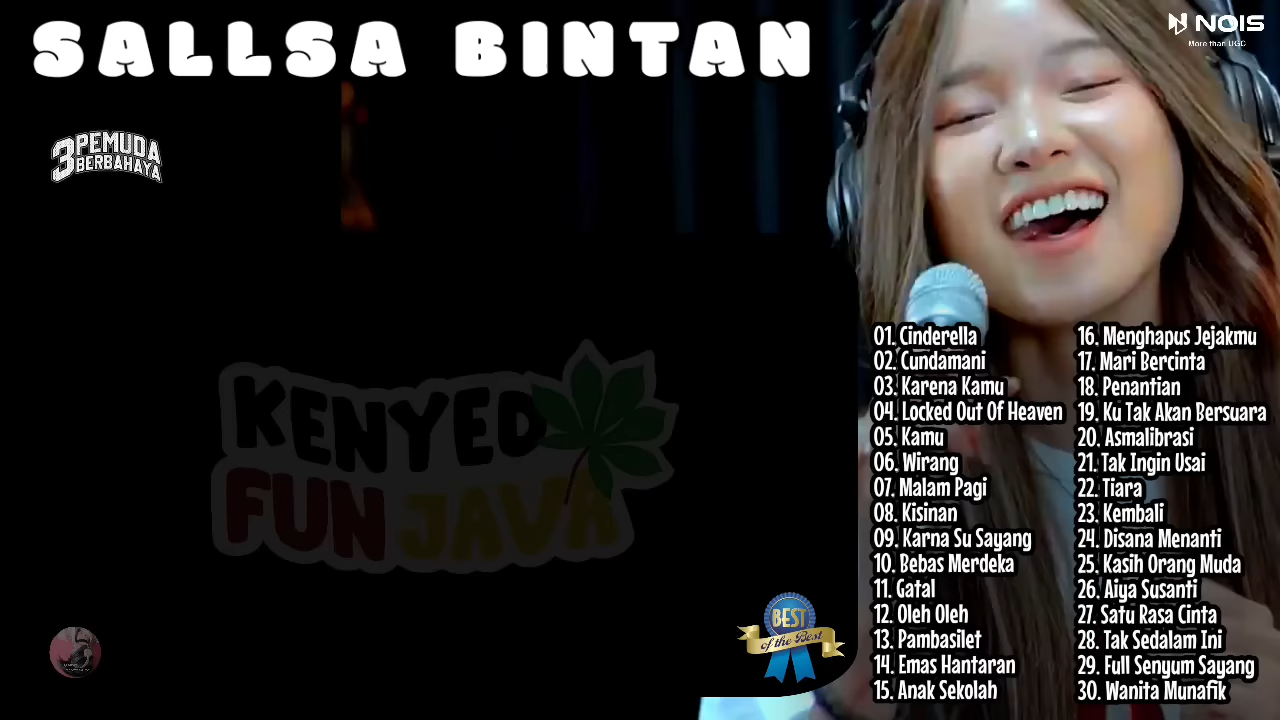 SALLSA BINTAN
NOIS
More than UGC
3 PEMUDA
BERBAHAYA
KENYED
FUN JAVA
BEST
of the Best
01. Cinderella
02. Cundamani
03. Karena Kamu
04. Locked Out Of Heaven
05. Kamu
06. Wirang
07. Malam Pagi
08. Kisinan
09. Karna Su Sayang
10. Bebas Merdeka
11. Gatal
12. Oleh Oleh
13. Pambasilet
14. Emas Hantaran
15. Anak Sekolah
16. Menghapus Jejakmu
17. Mari Bercinta
18. Penantian
19. Ku Tak Akan Bersuara
20. Asmalibrasi
21. Tak Ingin Usai
22. Tiara
23. Kembali
24. Disana Menanti
25. Kasih Orang Muda
26. Aiya Susanti
27. Satu Rasa Cinta
28. Tak Sedalam Ini
29. Full Senyum Sayang
30. Wanita Munafik